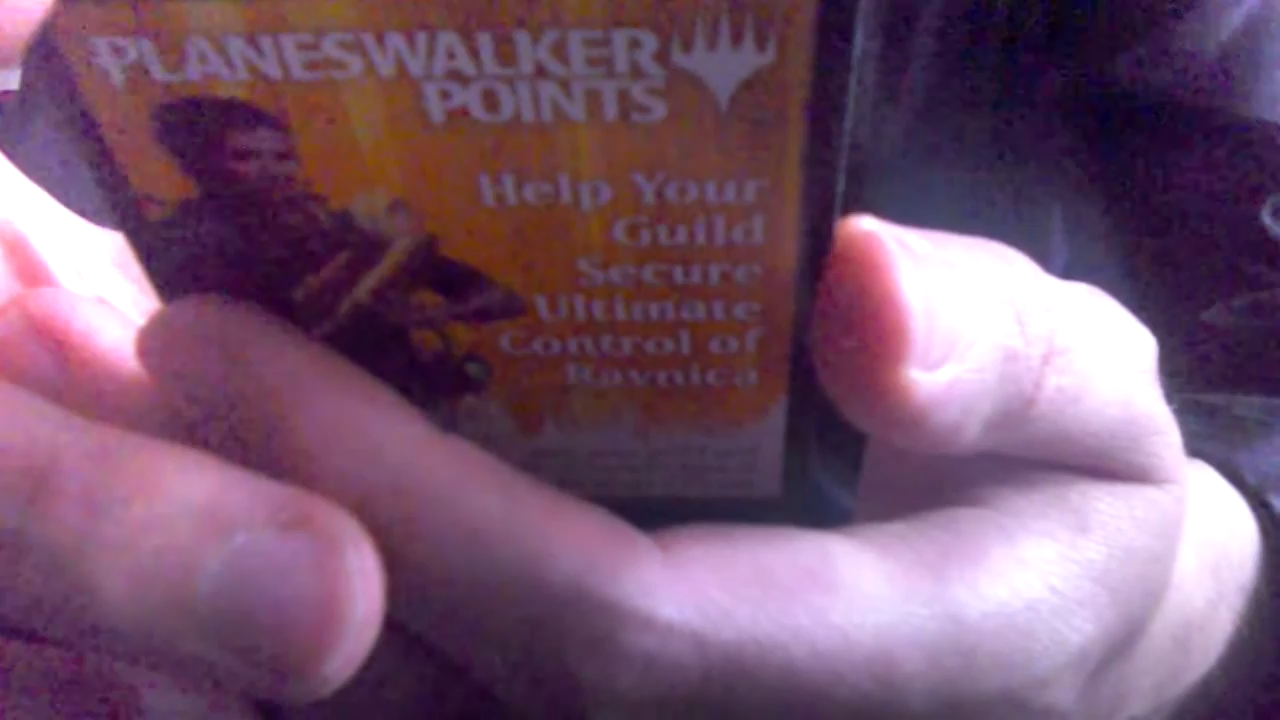 PLANESWALKER
POINTS
Help Your
Guild
Secure
Ultimate
Control of
Ravnica